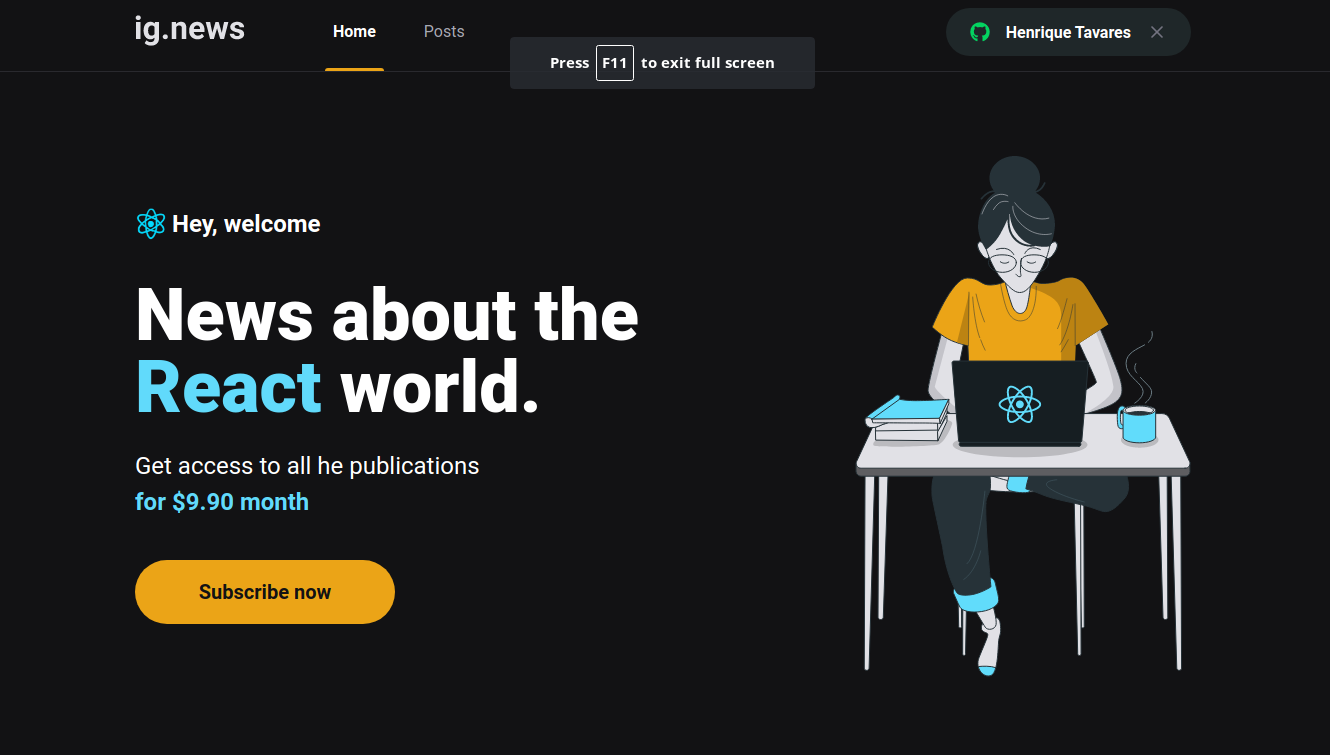 ig.news
Home
Posts
Henrique Tavares
Press F11 to exit full screen
Hey, welcome
News about the
React world.
Get access to all he publications
for $9.90 month
Subscribe now